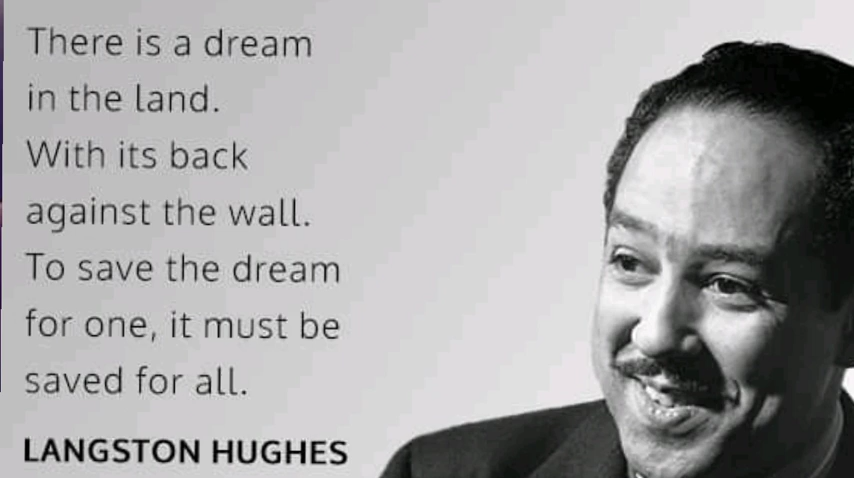 There is a dream
in the land.
With its back
against the wall.
To save the dream
for one, it must be
saved for all.
LANGSTON HUGHES